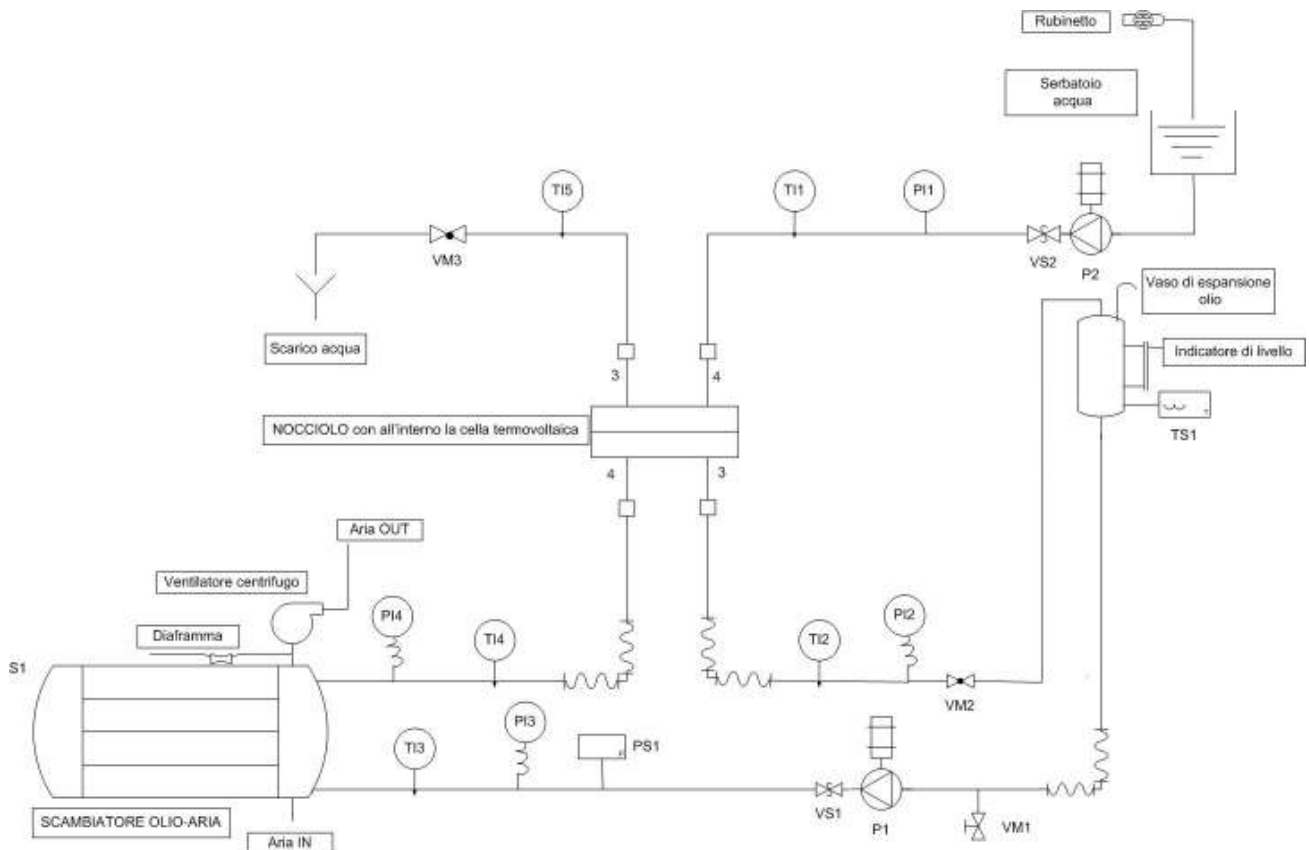 Rubinetto
Serbatoio
acqua
TI5
TI1
PI1
VM3
VS2
P2
Vaso di espansione
olio
Scarico acqua
Indicatore di livello
3
4
NOCCIOLO con all'interno la cella termovoltaica
TS1
4
3
Aria OUT
Ventilatore centrifugo
PI4
PI2
Diaframma
TI4
TI2
S1
VM2
PI3
TI3
PS1
VS1
P1
VM1
SCAMBIATORE OLIO-ARIA
Aria IN